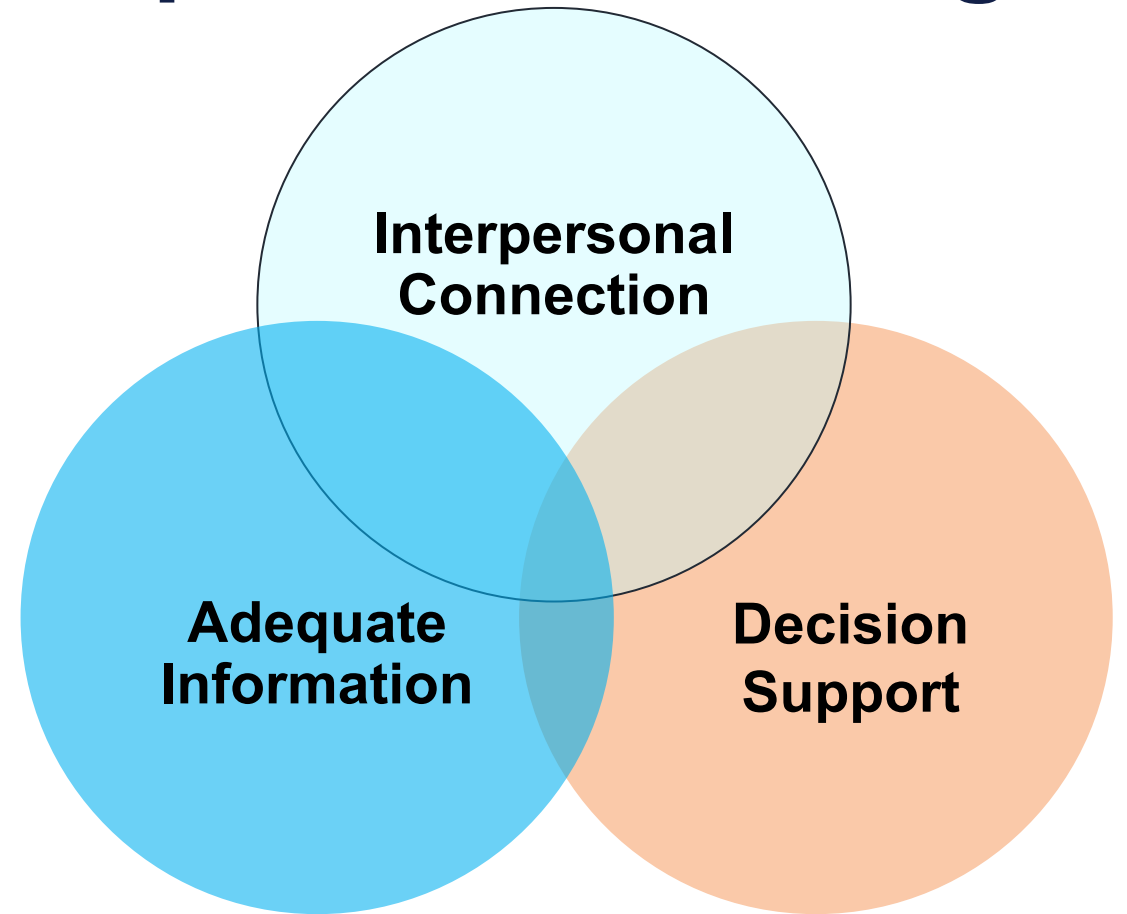 Interpersonal
Connection
Adequate
Information
Decision
Support